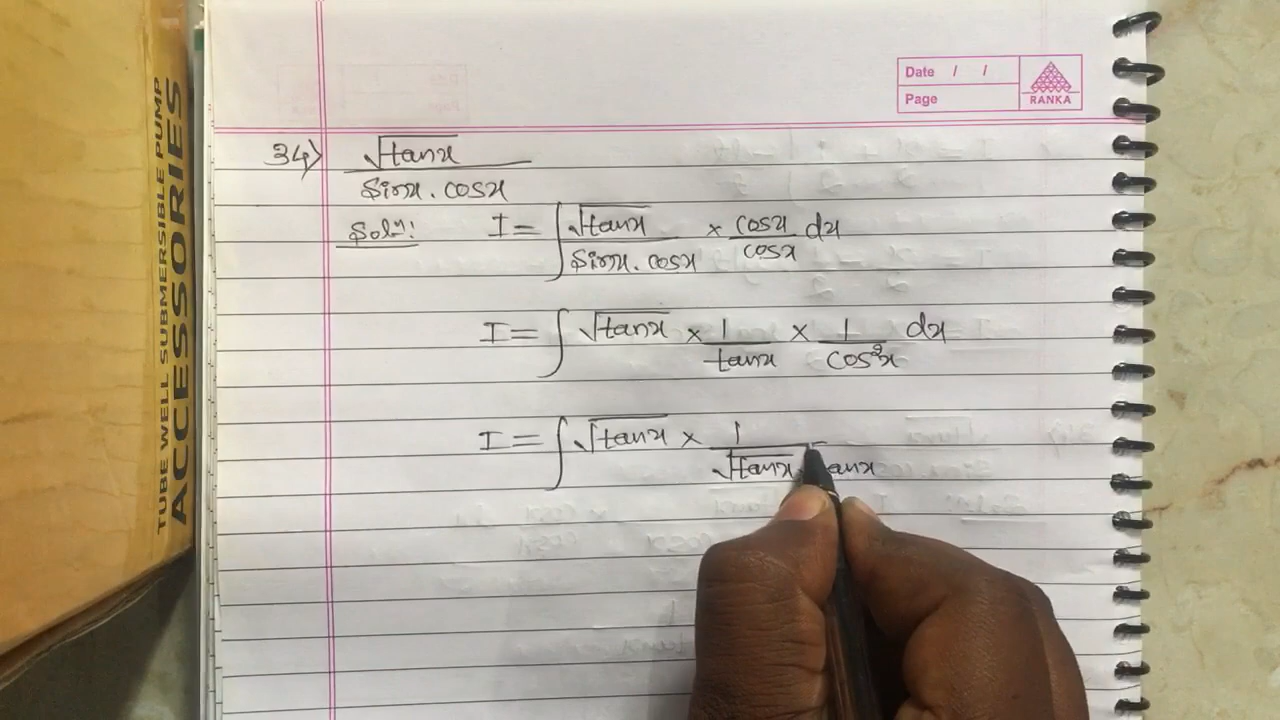 TUBE WELL SUBMERSIBLE PUMP
ACCESSORIES
Date / /
Page
RANKA
34) √tanx / sinx . cosx
Solⁿ: I = ∫ √tanx / sinx . cosx × cosx / cosx dx
I = ∫ √tanx × 1 / tanx × 1 / cos²x dx
I = ∫ √tanx × 1 / √tanx √tanx